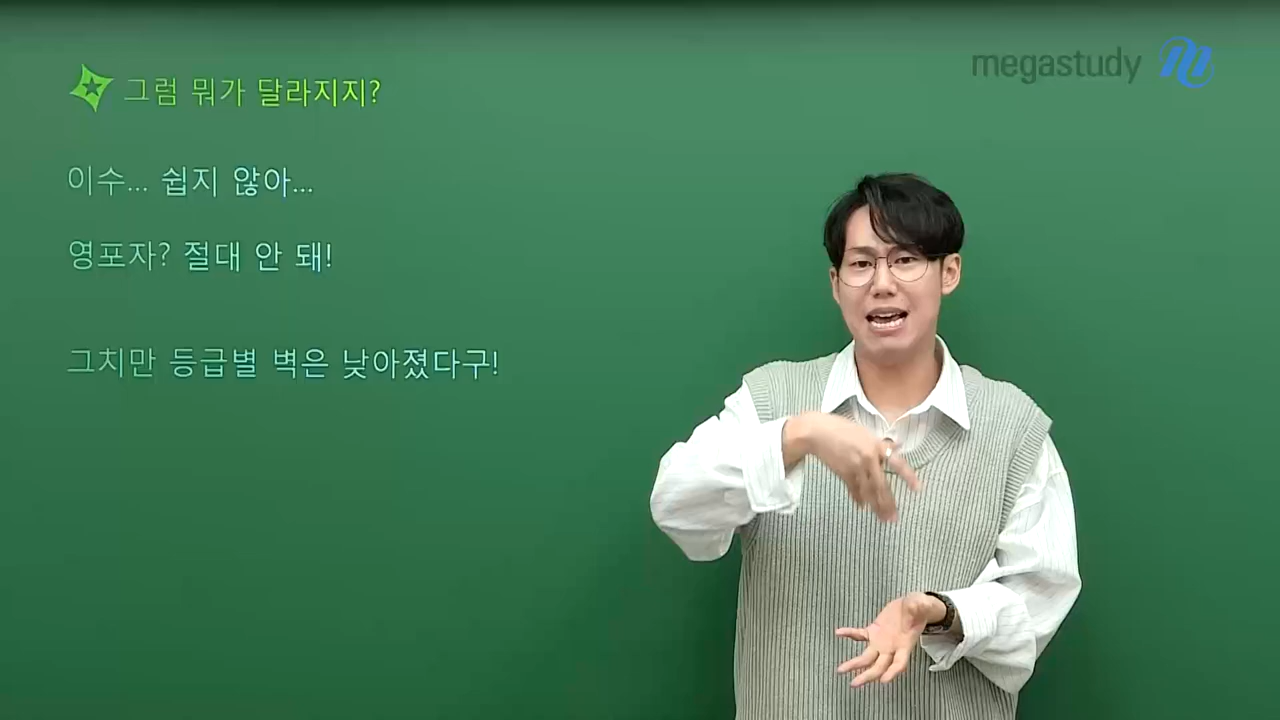 megastudy
그럼 뭐가 달라지지?
이수... 쉽지 않아...
영포자? 절대 안 돼!
그치만 등급별 벽은 낮아졌다구!